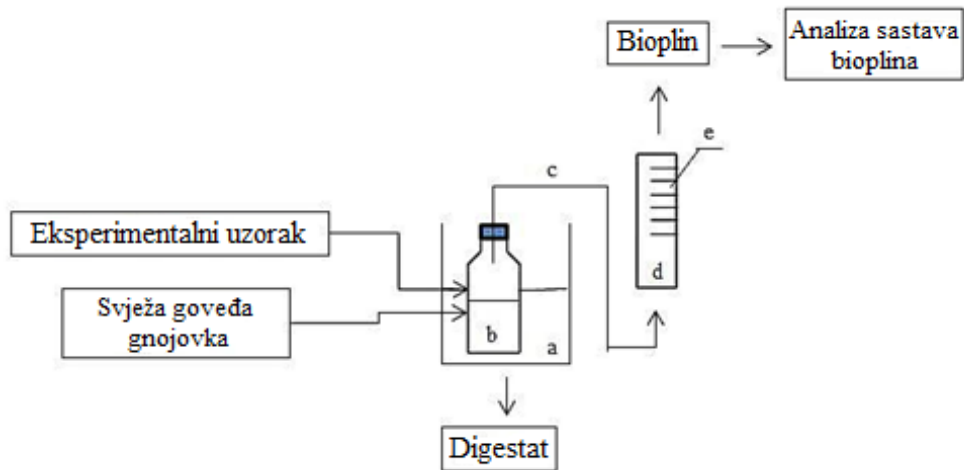 Bioplin
Analiza sastava
bioplina
e
c
Eksperimentalni uzorak
d
Svježa goveđa
gnojovka
b
a
Digestat